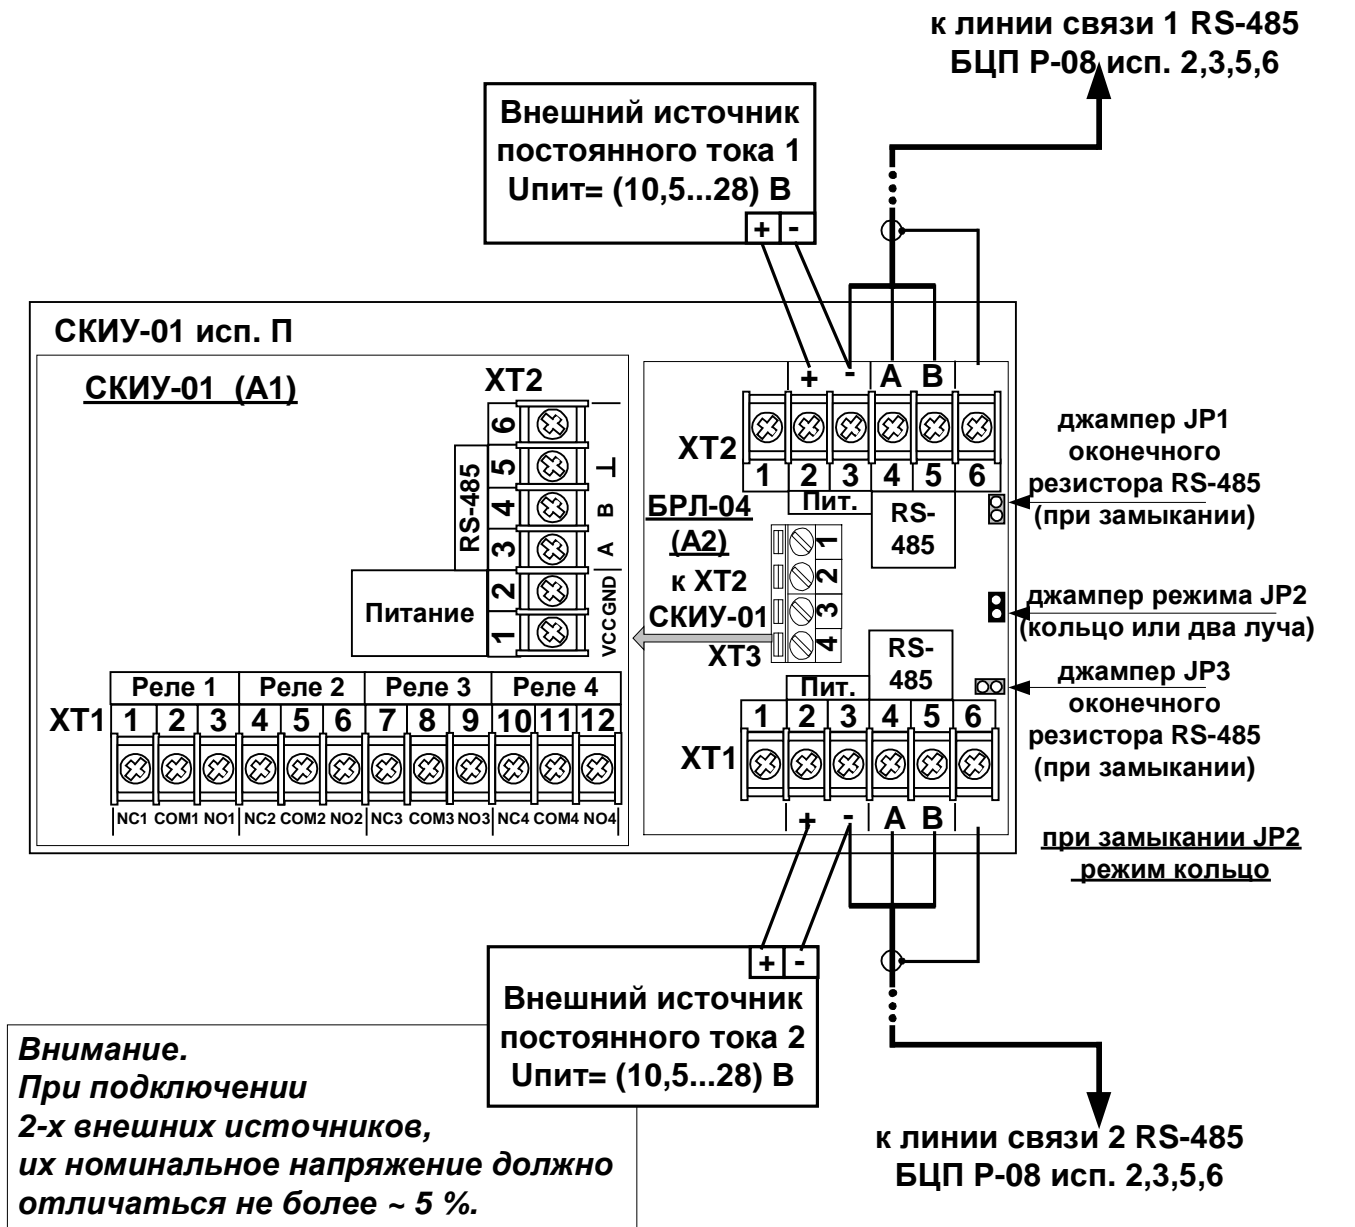 к линии связи 1 RS-485
БЦП Р-08 исп. 2,3,5,6
Внешний источник
постоянного тока 1
Uпит= (10,5...28) В
+ -
СКИУ-01 исп. П
СКИУ-01 (А1)
XT2
6
5 ⊥
4 B
3 A
2 GND
1 VCC
RS-485
Питание
Реле 1 Реле 2 Реле 3 Реле 4
XT1 1 2 3 4 5 6 7 8 9 10 11 12
NC1 COM1 NO1 NC2 COM2 NO2 NC3 COM3 NO3 NC4 COM4 NO4
+ - A B
XT2
1 2 3 4 5 6
Пит.
RS-
485
БРЛ-04
(А2)
к XT2
СКИУ-01
XT3
1
2
3
4
RS-
485
Пит.
1 2 3 4 5 6
XT1
+ - A B
джампер JP1
оконечного
резистора RS-485
(при замыкании)
джампер режима JP2
(кольцо или два луча)
джампер JP3
оконечного
резистора RS-485
(при замыкании)
при замыкании JP2
режим кольцо
+ -
Внешний источник
постоянного тока 2
Uпит= (10,5...28) В
Внимание.
При подключении
2-х внешних источников,
их номинальное напряжение должно
отличаться не более ~ 5 %.
к линии связи 2 RS-485
БЦП Р-08 исп. 2,3,5,6